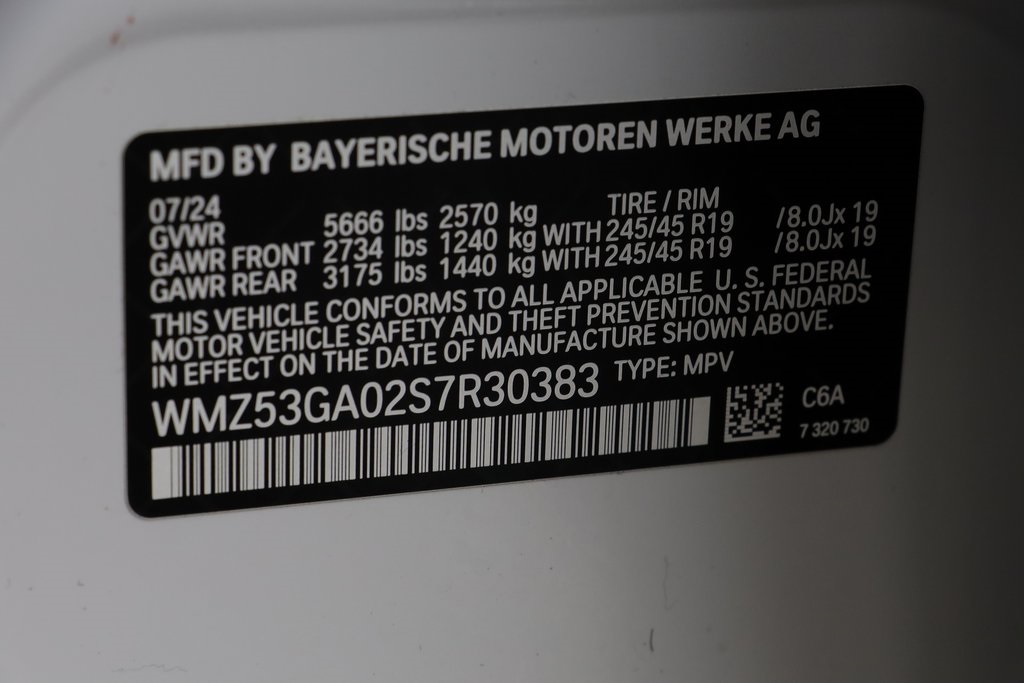 MFD BY BAYERISCHE MOTOREN WERKE AG
07/24 TIRE / RIM
GVWR 5666 lbs 2570 kg
GAWR FRONT 2734 lbs 1240 kg WITH 245/45 R19 /8.0Jx 19
GAWR REAR 3175 lbs 1440 kg WITH 245/45 R19 /8.0Jx 19
THIS VEHICLE CONFORMS TO ALL APPLICABLE U. S. FEDERAL
MOTOR VEHICLE SAFETY AND THEFT PREVENTION STANDARDS
IN EFFECT ON THE DATE OF MANUFACTURE SHOWN ABOVE.
WMZ53GA02S7R30383 TYPE: MPV
C6A
7 320 730